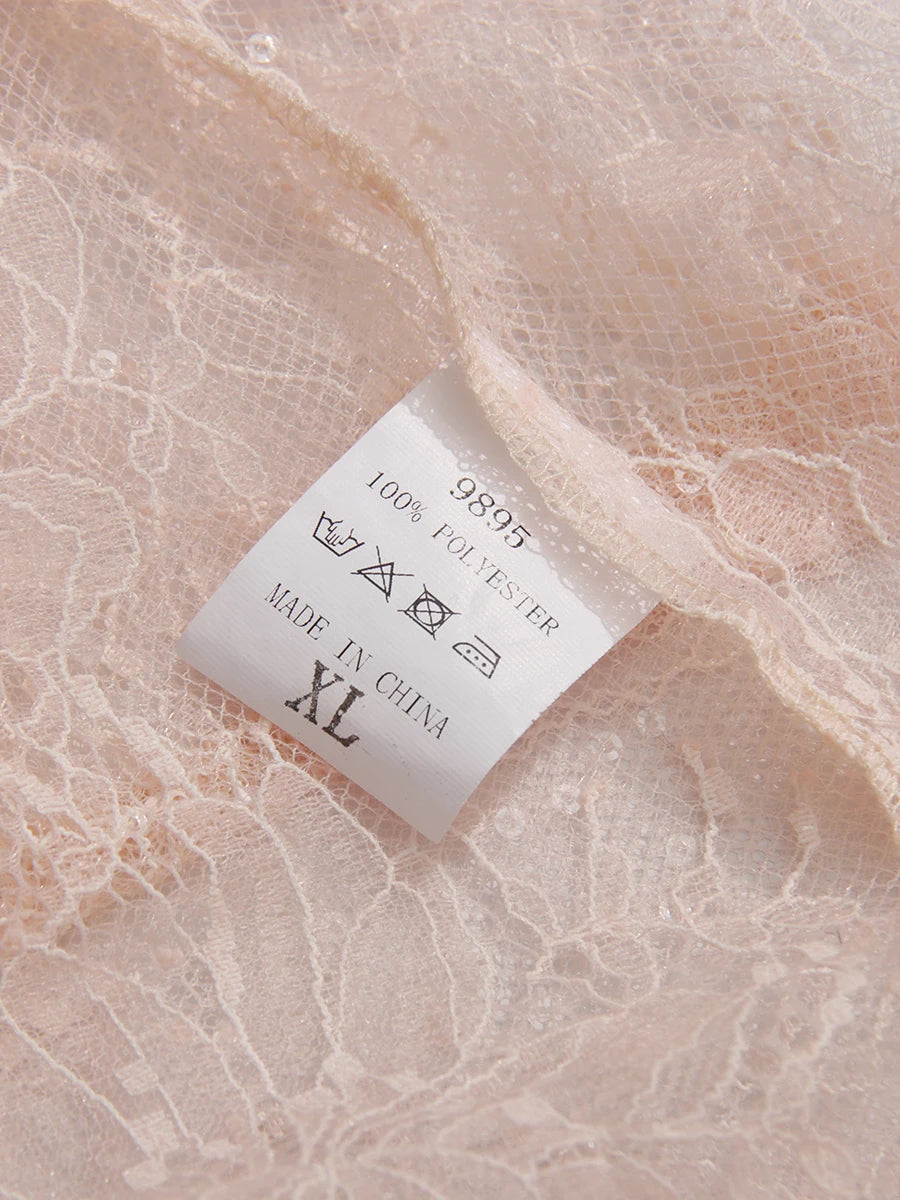 9895
100% POLYESTER
MADE IN CHINA
XL